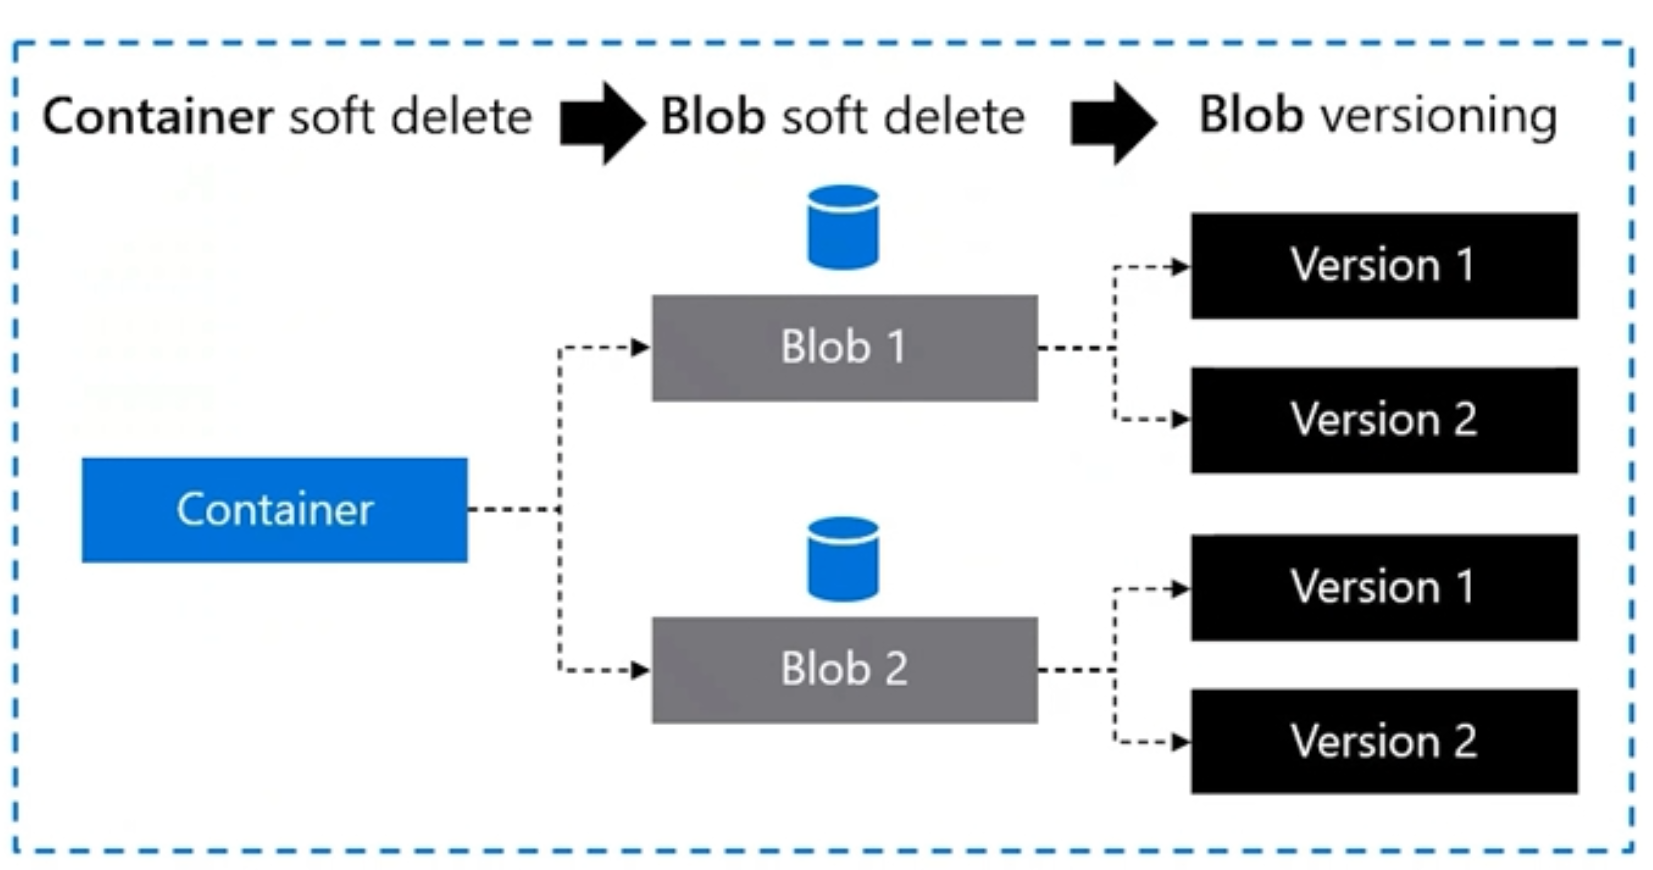 Container soft delete
Blob soft delete
Blob versioning
Container
Blob 1
Version 1
Version 2
Blob 2
Version 1
Version 2